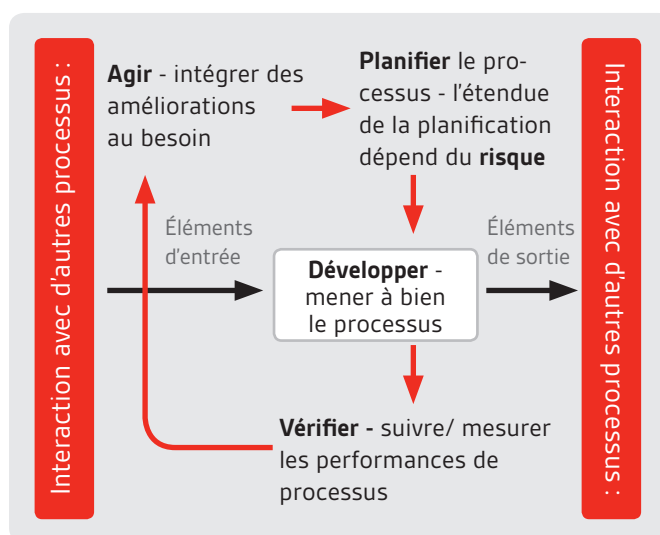 Interaction avec d'autres processus :
Agir - intégrer des
améliorations
au besoin
Planifier le pro-
cessus - l'étendue
de la planification
dépend du risque
Éléments
d'entrée
Développer -
mener à bien
le processus
Éléments
de sortie
Vérifier - suivre/ mesurer
les performances de
processus
Interaction avec d'autres processus :